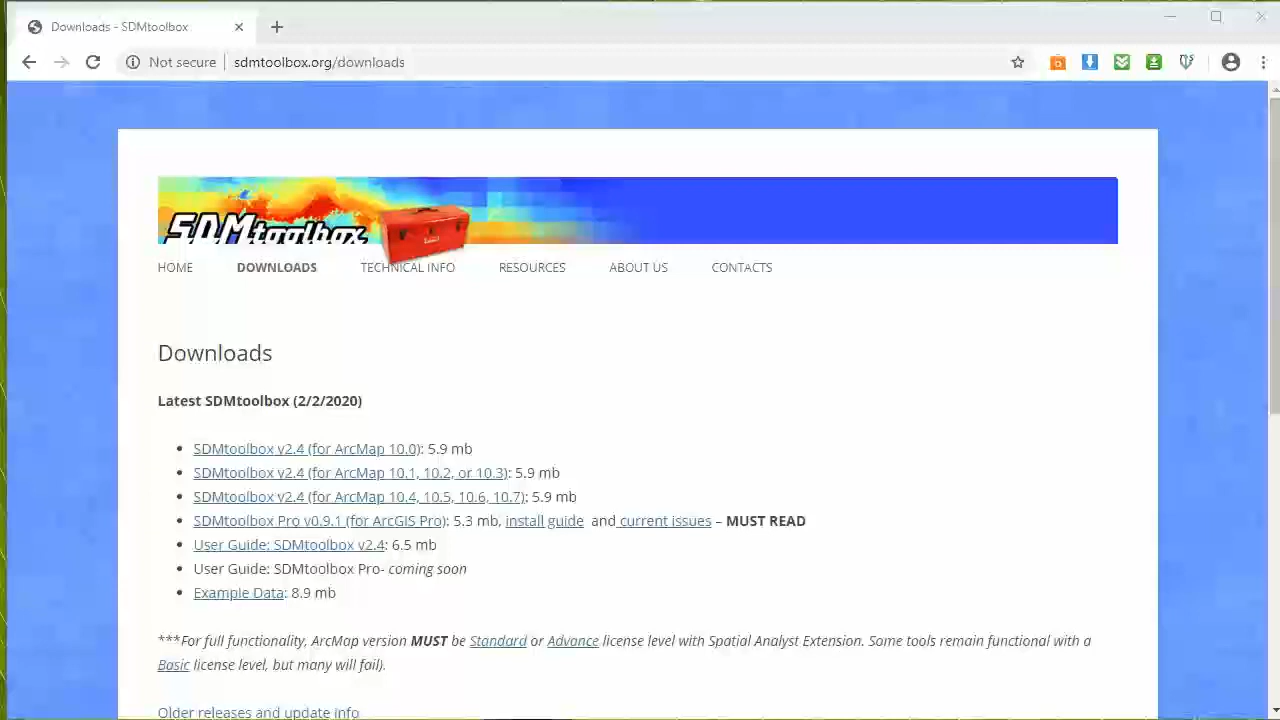 Downloads - SDMtoolbox
Not secure | sdmtoolbox.org/downloads
SDMtoolbox
HOME DOWNLOADS TECHNICAL INFO RESOURCES ABOUT US CONTACTS
Downloads
Latest SDMtoolbox (2/2/2020)
• SDMtoolbox v2.4 (for ArcMap 10.0): 5.9 mb
• SDMtoolbox v2.4 (for ArcMap 10.1, 10.2, or 10.3): 5.9 mb
• SDMtoolbox v2.4 (for ArcMap 10.4, 10.5, 10.6, 10.7): 5.9 mb
• SDMtoolbox Pro v0.9.1 (for ArcGIS Pro): 5.3 mb, install guide and current issues – MUST READ
• User Guide: SDMtoolbox v2.4: 6.5 mb
• User Guide: SDMtoolbox Pro- coming soon
• Example Data: 8.9 mb
***For full functionality, ArcMap version MUST be Standard or Advance license level with Spatial Analyst Extension. Some tools remain functional with a
Basic license level, but many will fail).
Older releases and update info